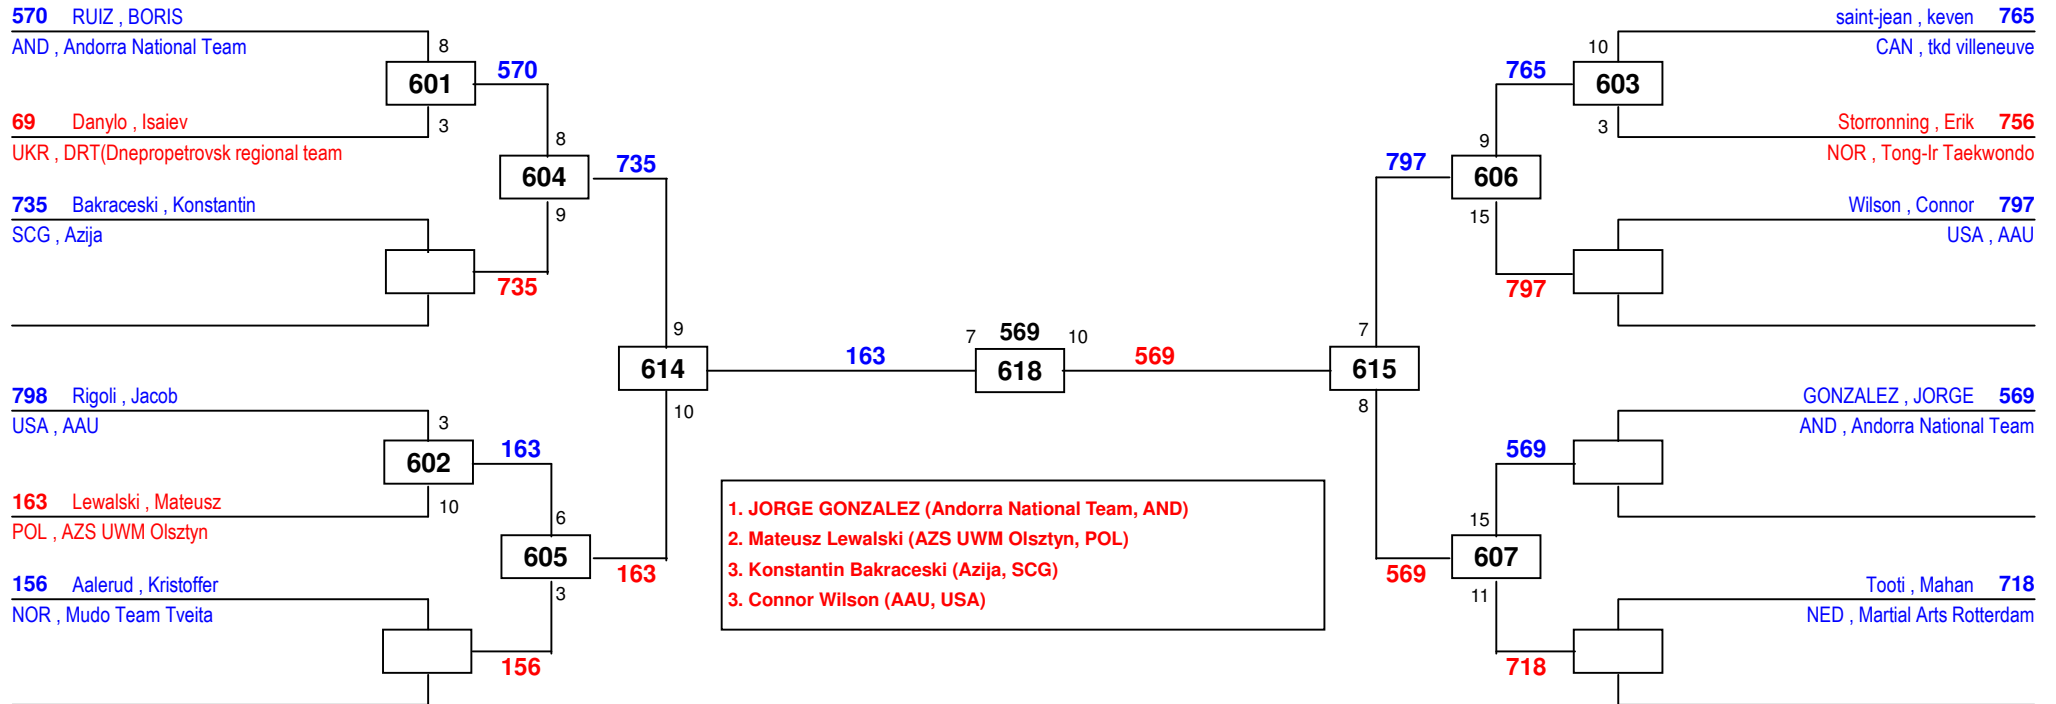 570 RUIZ , BORIS
AND , Andorra National Team
8
601
570
3
69 Danylo , Isaiev
UKR , DRT(Dnepropetrovsk regional team
8
604
735
9
735 Bakraceski , Konstantin
SCG , Azija
735
9
614
163
10
798 Rigoli , Jacob
USA , AAU
3
602
163
10
163 Lewalski , Mateusz
POL , AZS UWM Olsztyn
6
605
163
3
156 Aalerud , Kristoffer
NOR , Mudo Team Tveita
156
7 569 10
618
569
1. JORGE GONZALEZ (Andorra National Team, AND)
2. Mateusz Lewalski (AZS UWM Olsztyn, POL)
3. Konstantin Bakraceski (Azija, SCG)
3. Connor Wilson (AAU, USA)
saint-jean , keven 765
CAN , tkd villeneuve
10
765
603
3
Storronning , Erik 756
NOR , Tong-Ir Taekwondo
9
797
606
15
Wilson , Connor 797
USA , AAU
797
7
615
8
GONZALEZ , JORGE 569
AND , Andorra National Team
569
15
607
569
11
Tooti , Mahan 718
NED , Martial Arts Rotterdam
718